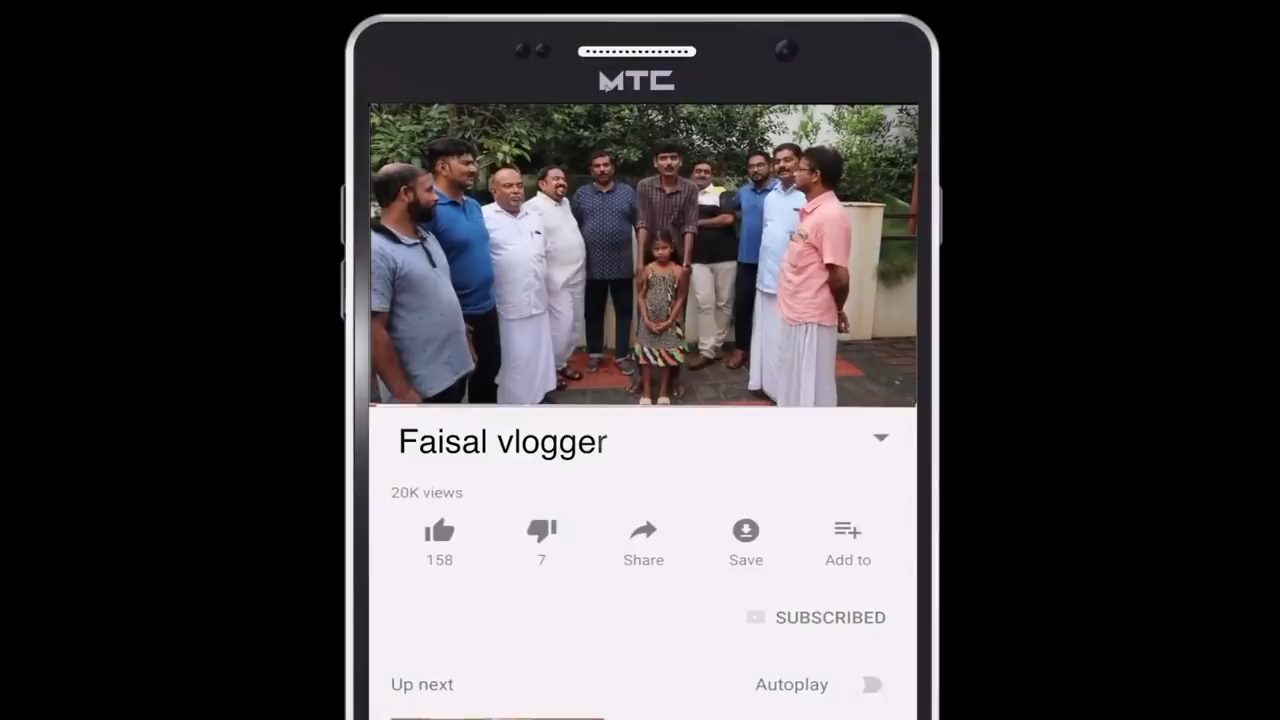 MTC
Faisal vlogger
20K views
158 7 Share Save Add to
SUBSCRIBED
Up next Autoplay